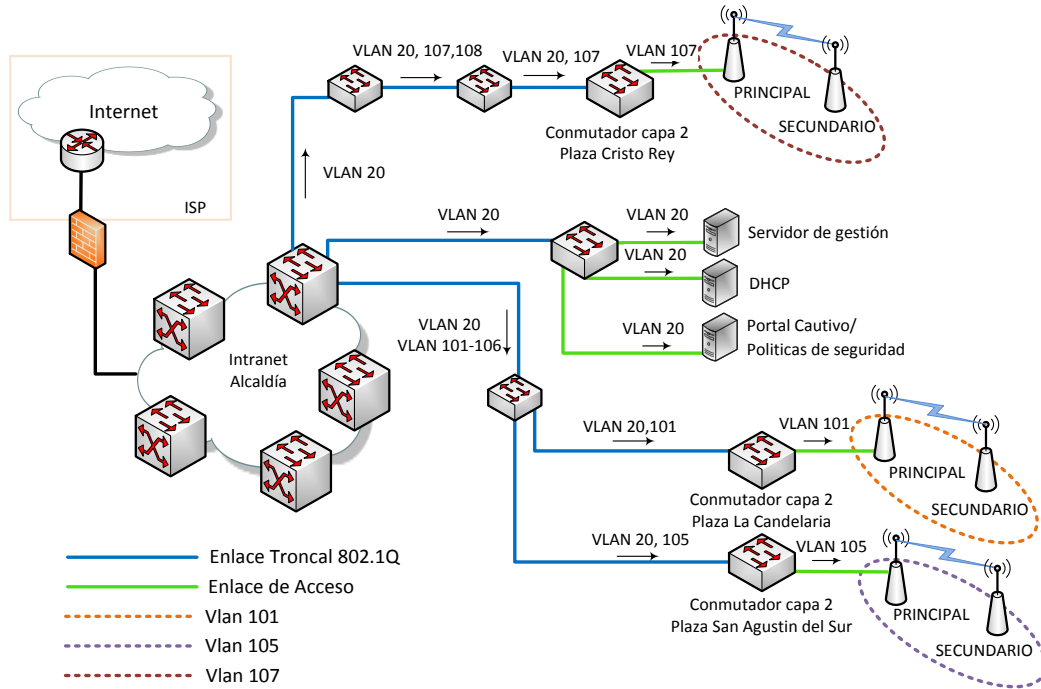 VLAN 20, 107,108
VLAN 20, 107
VLAN 107
PRINCIPAL
SECUNDARIO
Conmutador capa 2
Plaza Cristo Rey
Internet
ISP
VLAN 20
VLAN 20
VLAN 20
Servidor de gestión
VLAN 20
DHCP
VLAN 20
Portal Cautivo/
Politicas de seguridad
Intranet
Alcaldía
VLAN 20
VLAN 101-106
VLAN 20,101
VLAN 101
PRINCIPAL
SECUNDARIO
Conmutador capa 2
Plaza La Candelaria
VLAN 20, 105
VLAN 105
PRINCIPAL
SECUNDARIO
Conmutador capa 2
Plaza San Agustin del Sur
Enlace Troncal 802.1Q
Enlace de Acceso
Vlan 101
Vlan 105
Vlan 107